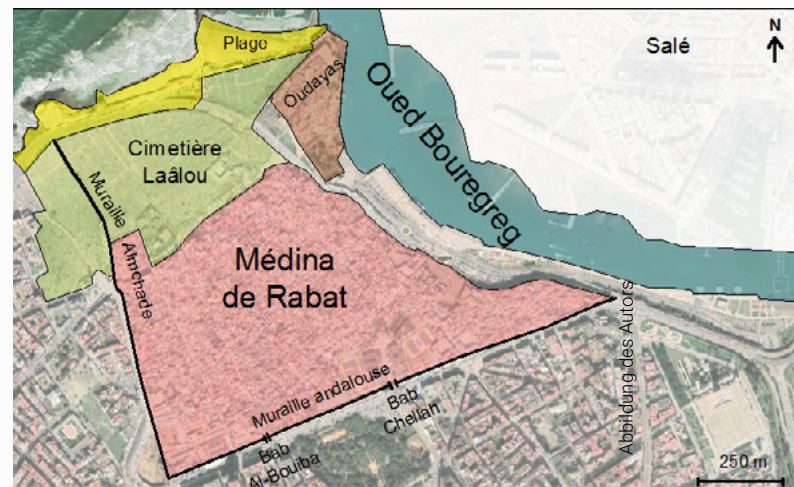 Plage
N
Salé
Oudayas
Oued Bouregreg
Cimetière
Laâlou
Muraille
Almohade
Médina
de Rabat
Muraille andalouse
Bab
Chellah
Bab
Al-Bouiba
Abbildung des Autors
250 m